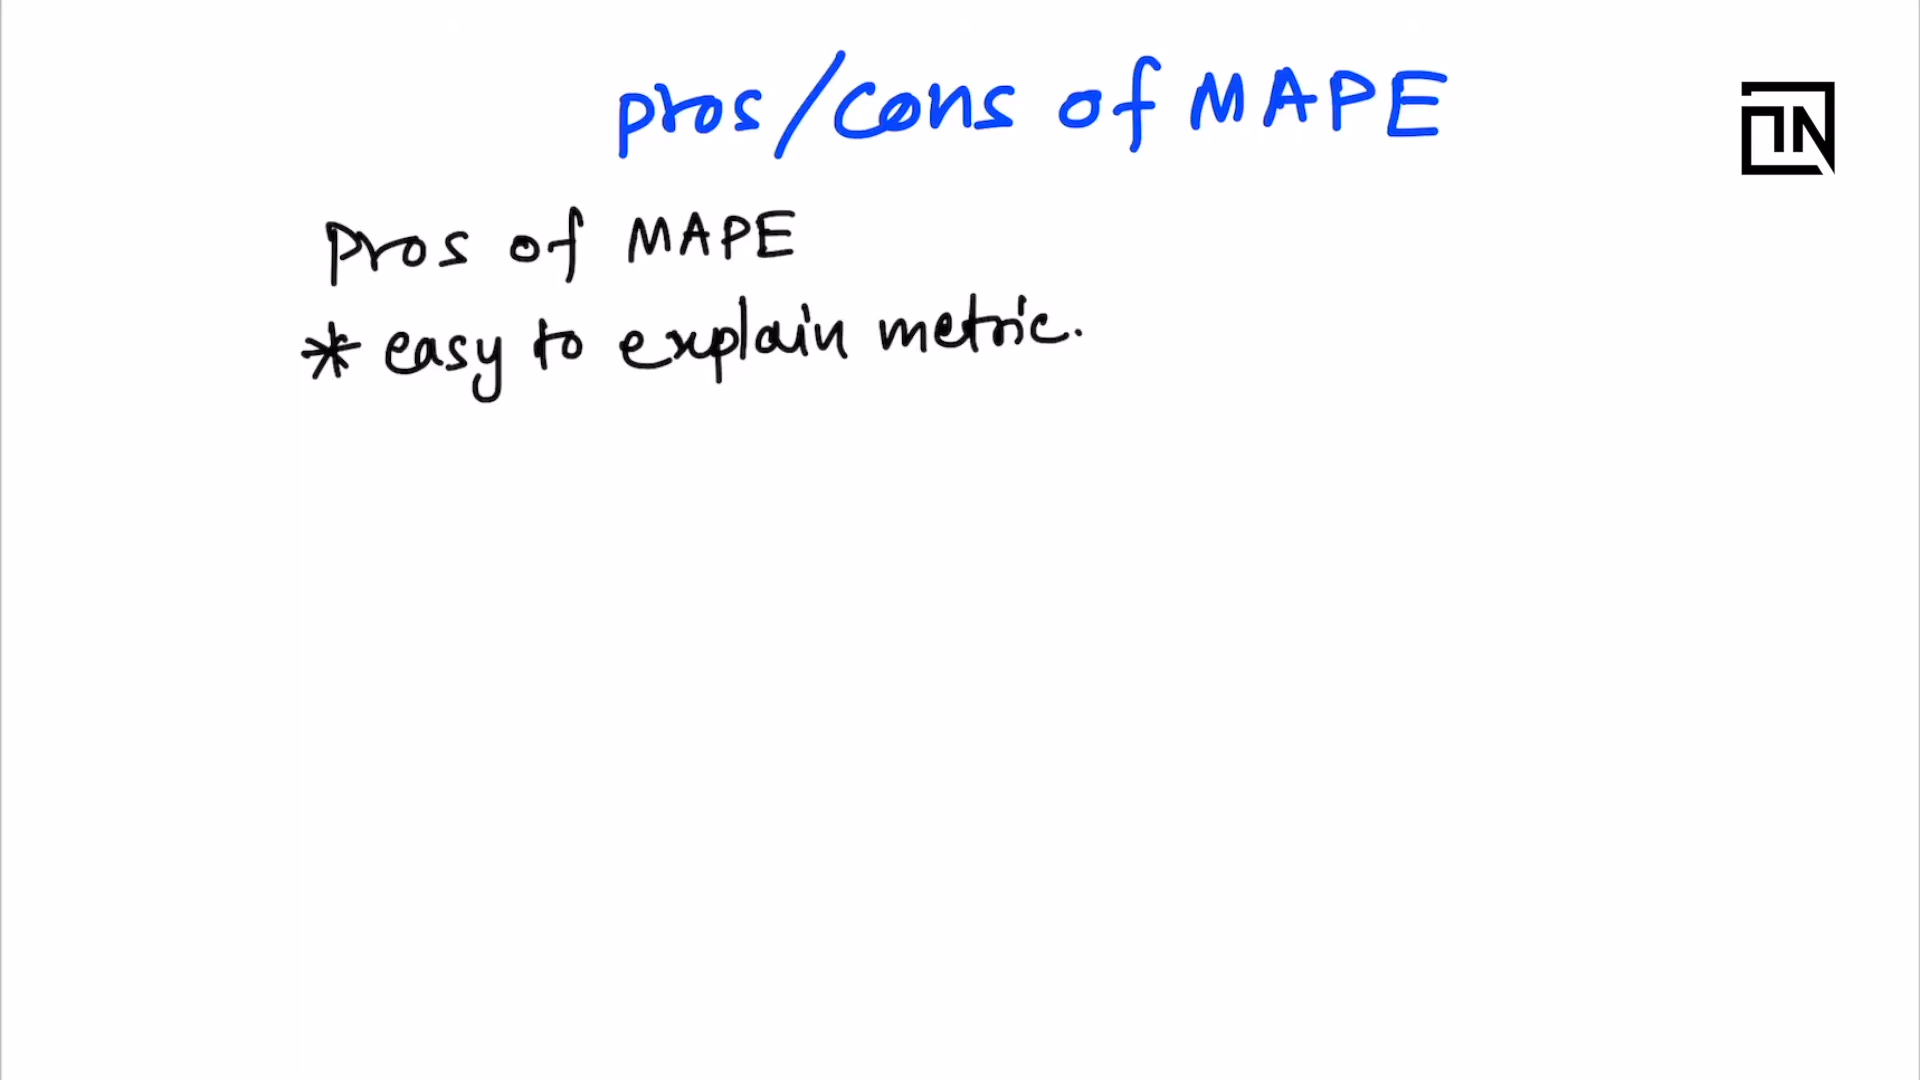 pros/cons of MAPE
Pros of MAPE
* easy to explain metric.